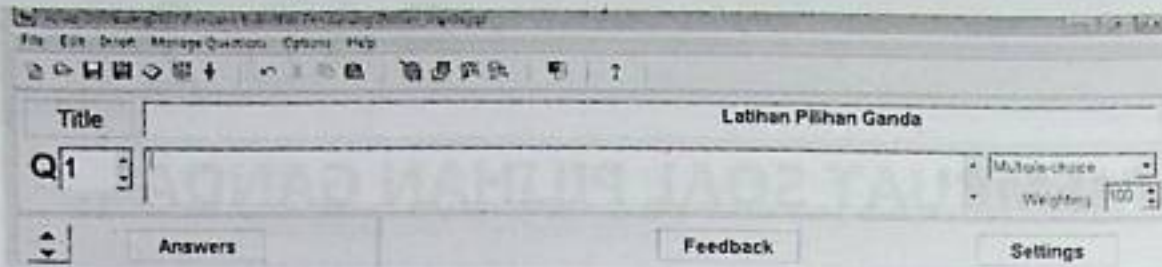 File Edit Insert Manage Questions Options Help
Title Latihan Pilihan Ganda
Q 1 Multiple-choice
Weighting 100
Answers Feedback Settings